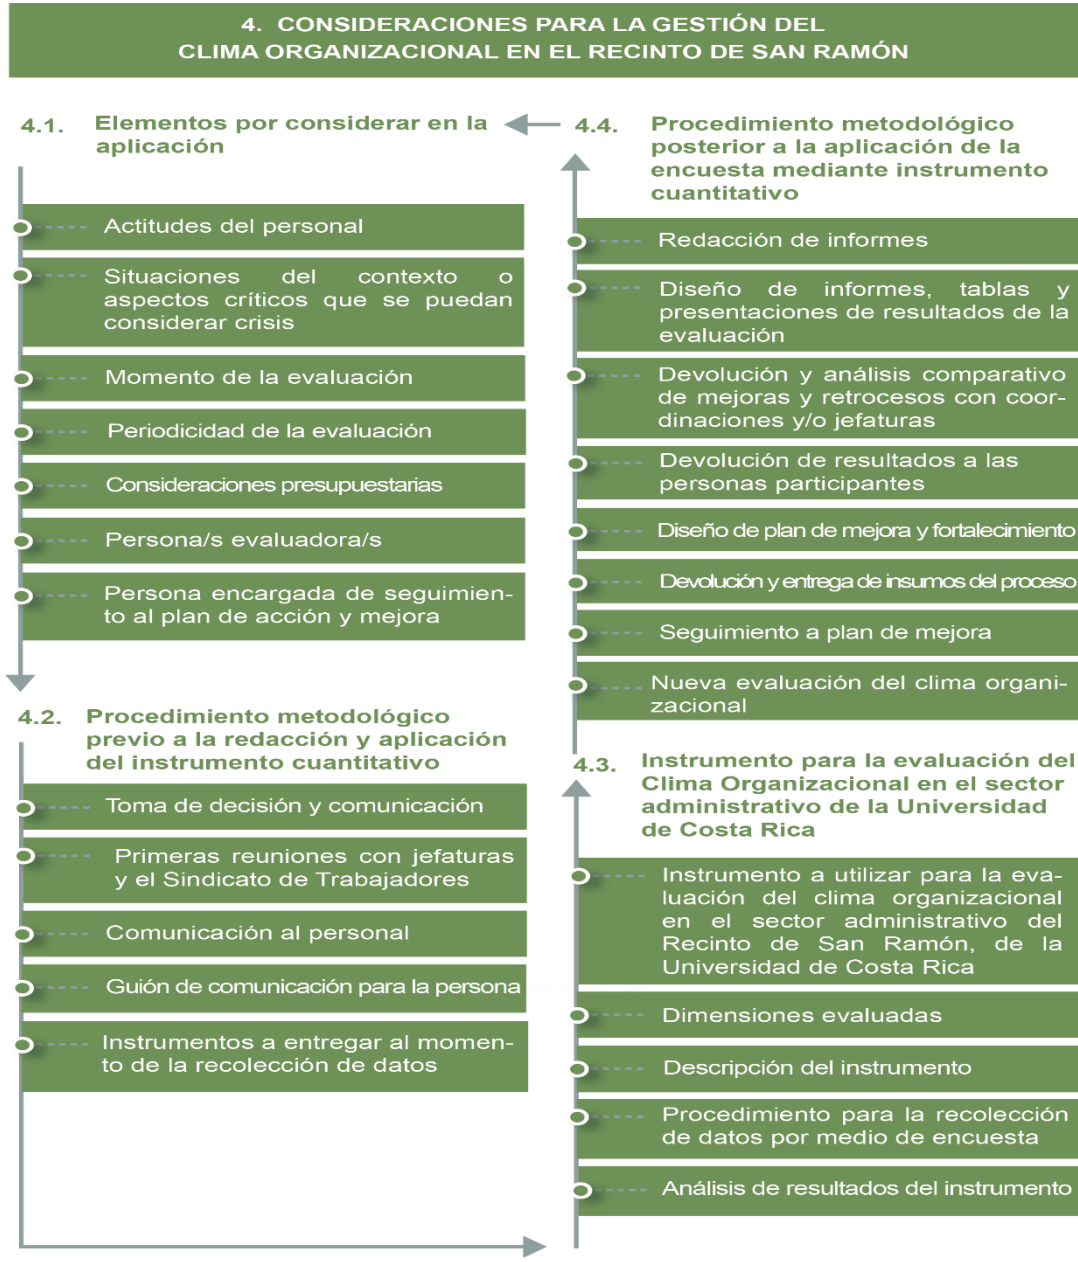 4. CONSIDERACIONES PARA LA GESTIÓN DEL
CLIMA ORGANIZACIONAL EN EL RECINTO DE SAN RAMÓN
4.1. Elementos por considerar en la
aplicación
Actitudes del personal
Situaciones del contexto o
aspectos críticos que se puedan
considerar crisis
Momento de la evaluación
Periodicidad de la evaluación
Consideraciones presupuestarias
Persona/s evaluadora/s
Persona encargada de seguimien-
to al plan de acción y mejora
4.2. Procedimiento metodológico
previo a la redacción y aplicación
del instrumento cuantitativo
Toma de decisión y comunicación
Primeras reuniones con jefaturas
y el Sindicato de Trabajadores
Comunicación al personal
Guión de comunicación para la persona
Instrumentos a entregar al momen-
to de la recolección de datos
4.3. Instrumento para la evaluación del
Clima Organizacional en el sector
administrativo de la Universidad
de Costa Rica
Instrumento a utilizar para la eva-
luación del clima organizacional
en el sector administrativo del
Recinto de San Ramón, de la
Universidad de Costa Rica
Dimensiones evaluadas
Descripción del instrumento
Procedimiento para la recolección
de datos por medio de encuesta
Análisis de resultados del instrumento
4.4. Procedimiento metodológico
posterior a la aplicación de la
encuesta mediante instrumento
cuantitativo
Redacción de informes
Diseño de informes, tablas y
presentaciones de resultados de la
evaluación
Devolución y análisis comparativo
de mejoras y retrocesos con coor-
dinaciones y/o jefaturas
Devolución de resultados a las
personas participantes
Diseño de plan de mejora y fortalecimiento
Devolución y entrega de insumos del proceso
Seguimiento a plan de mejora
Nueva evaluación del clima organi-
zacional